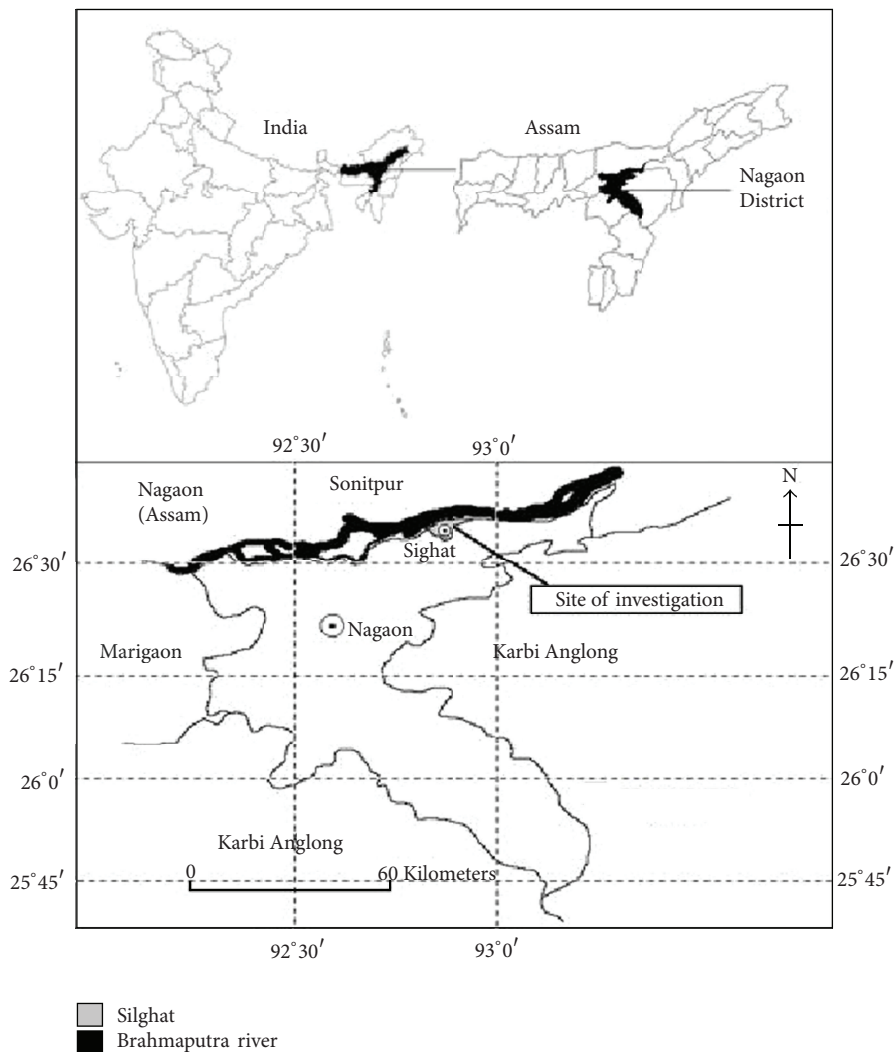 India
Assam
Nagaon
District
92°30′
93°0′
Nagaon
(Assam)
Sonitpur
N
Sighat
26°30′
26°30′
Site of investigation
Nagaon
Marigaon
Karbi Anglong
26°15′
26°15′
26°0′
26°0′
Karbi Anglong
0
60 Kilometers
25°45′
25°45′
92°30′
93°0′
Silghat
Brahmaputra river